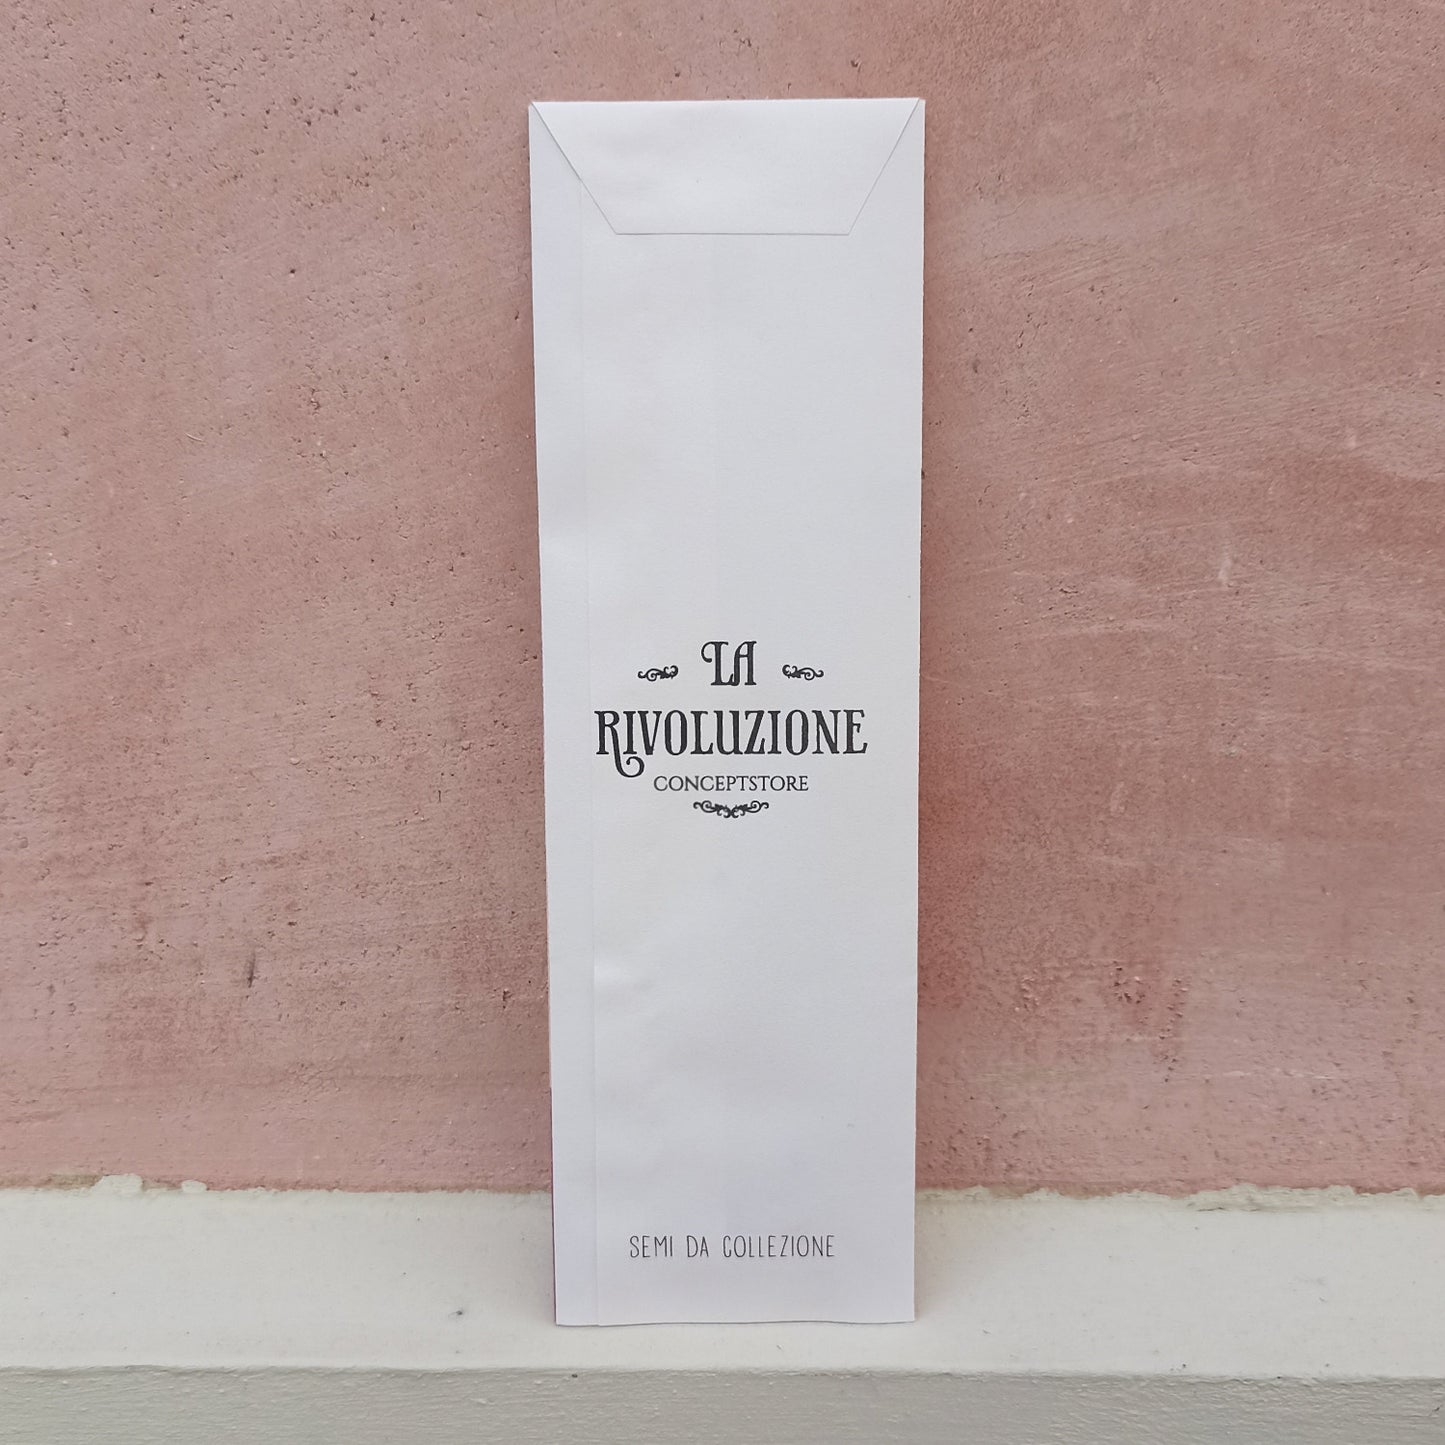 LA
RIVOLUZIONE
CONCEPTSTORE
SEMI DA COLLEZIONE